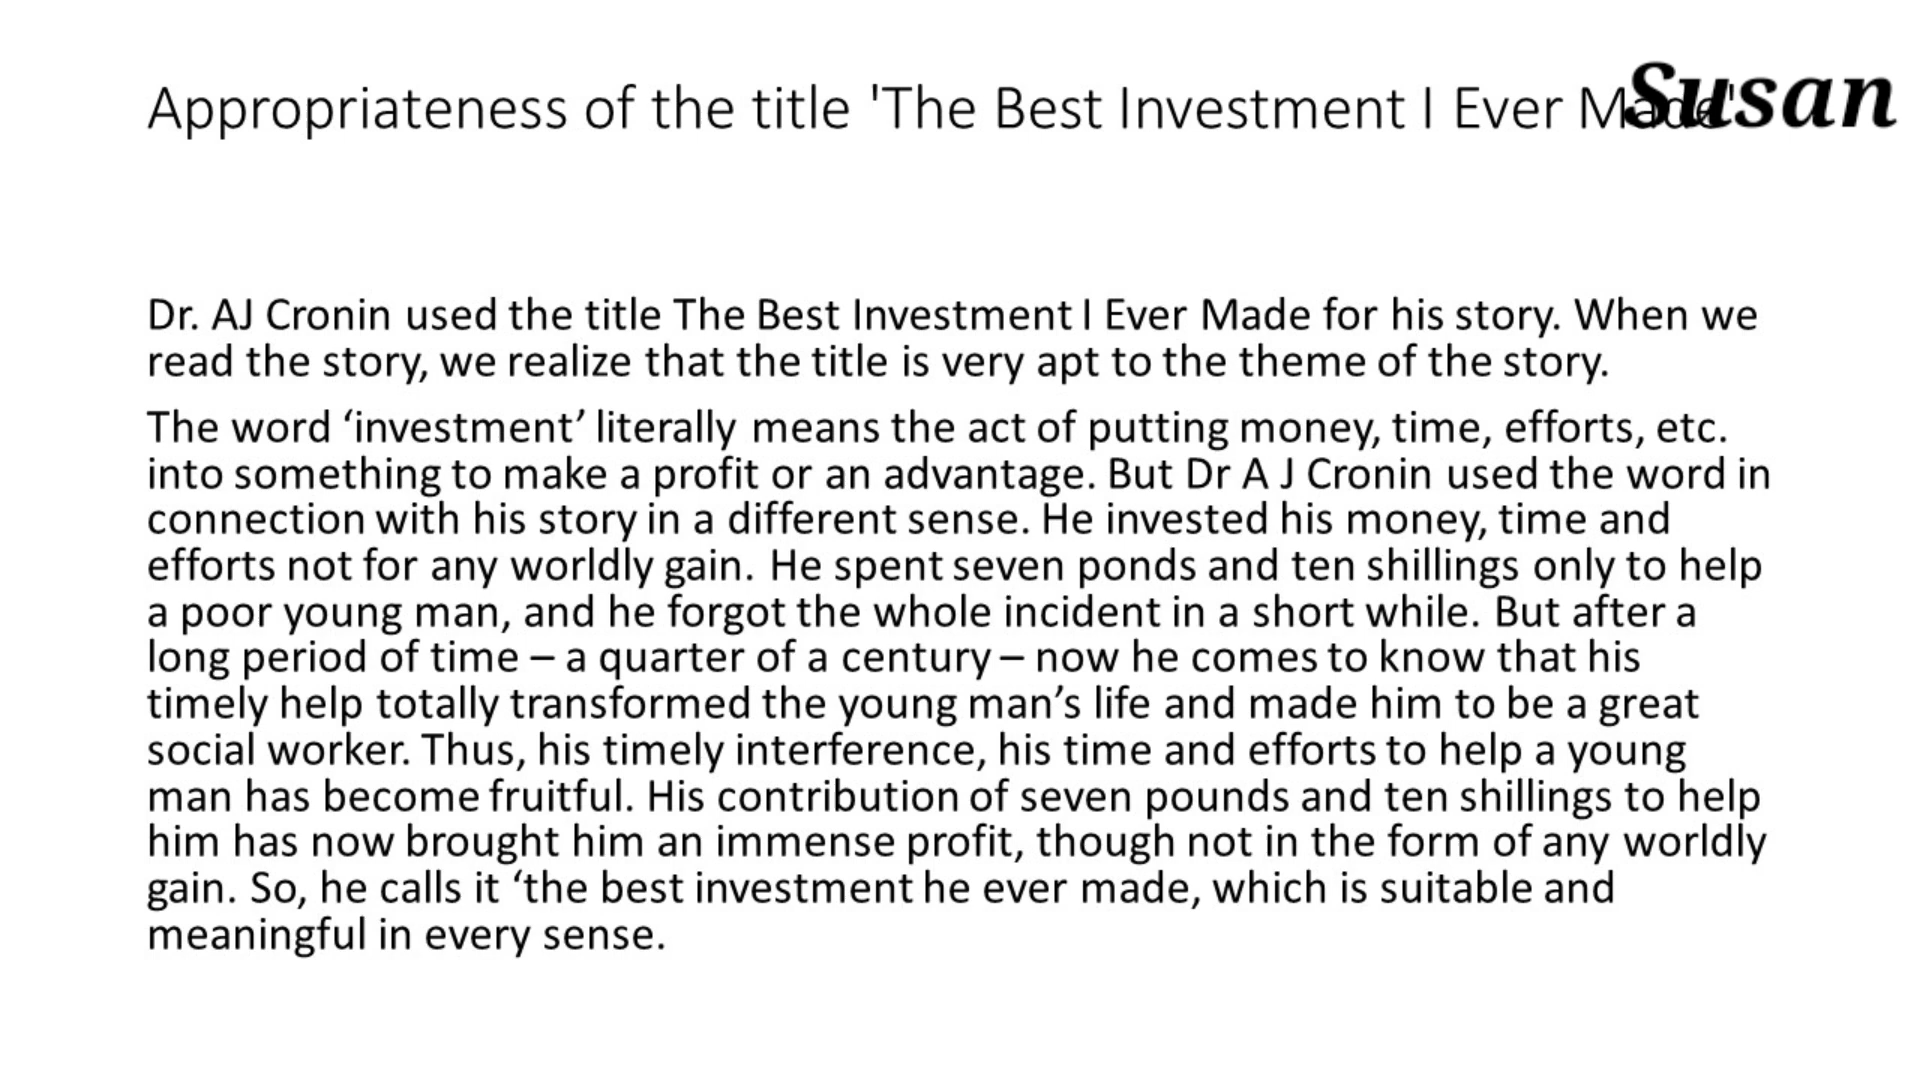 Appropriateness of the title 'The Best Investment I Ever Made'
Susan
Dr. AJ Cronin used the title The Best Investment I Ever Made for his story. When we
read the story, we realize that the title is very apt to the theme of the story.
The word ‘investment’ literally means the act of putting money, time, efforts, etc.
into something to make a profit or an advantage. But Dr A J Cronin used the word in
connection with his story in a different sense. He invested his money, time and
efforts not for any worldly gain. He spent seven ponds and ten shillings only to help
a poor young man, and he forgot the whole incident in a short while. But after a
long period of time – a quarter of a century – now he comes to know that his
timely help totally transformed the young man’s life and made him to be a great
social worker. Thus, his timely interference, his time and efforts to help a young
man has become fruitful. His contribution of seven pounds and ten shillings to help
him has now brought him an immense profit, though not in the form of any worldly
gain. So, he calls it ‘the best investment he ever made, which is suitable and
meaningful in every sense.